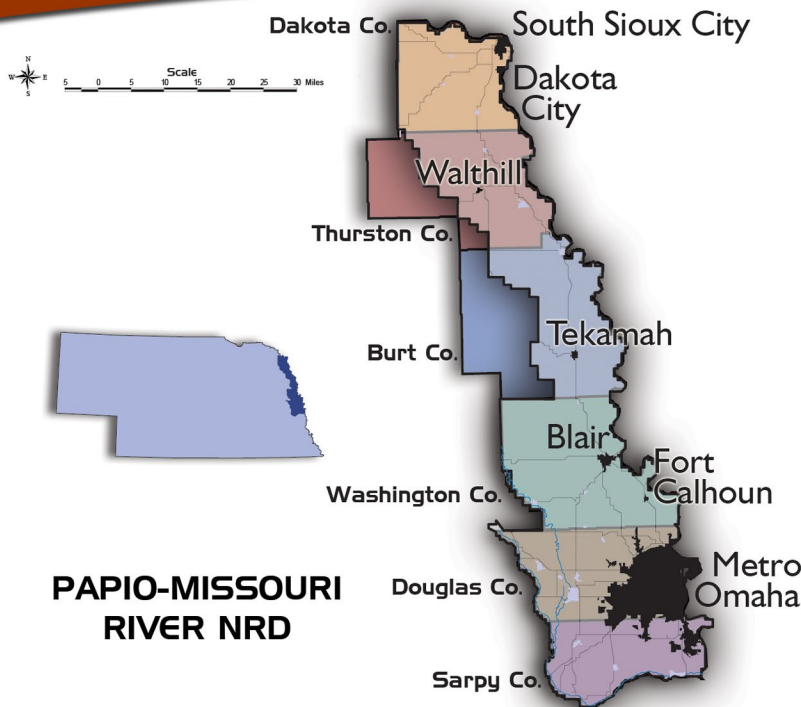 Dakota Co.
South Sioux City
N
W
E
S
Scale
5 0 5 10 15 20 25 30 Miles
Dakota
City
Walthill
Thurston Co.
Tekamah
Burt Co.
Blair
Fort
Calhoun
Washington Co.
Metro
Omaha
Douglas Co.
PAPIO-MISSOURI
RIVER NRD
Sarpy Co.